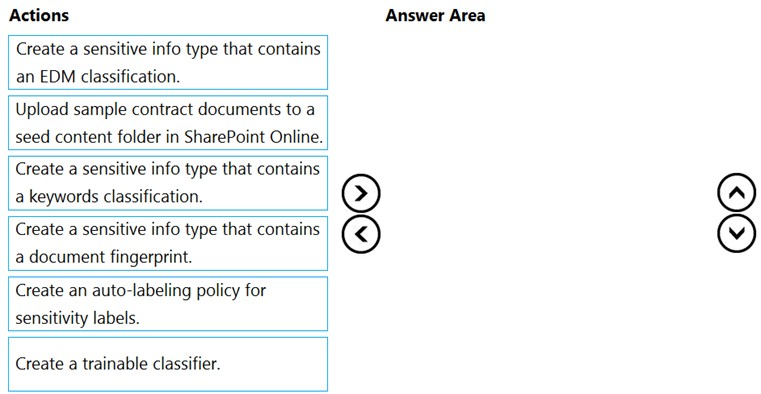 Actions
Answer Area
Create a sensitive info type that contains
an EDM classification.
Upload sample contract documents to a
seed content folder in SharePoint Online.
Create a sensitive info type that contains
a keywords classification.
Create a sensitive info type that contains
a document fingerprint.
Create an auto-labeling policy for
sensitivity labels.
Create a trainable classifier.